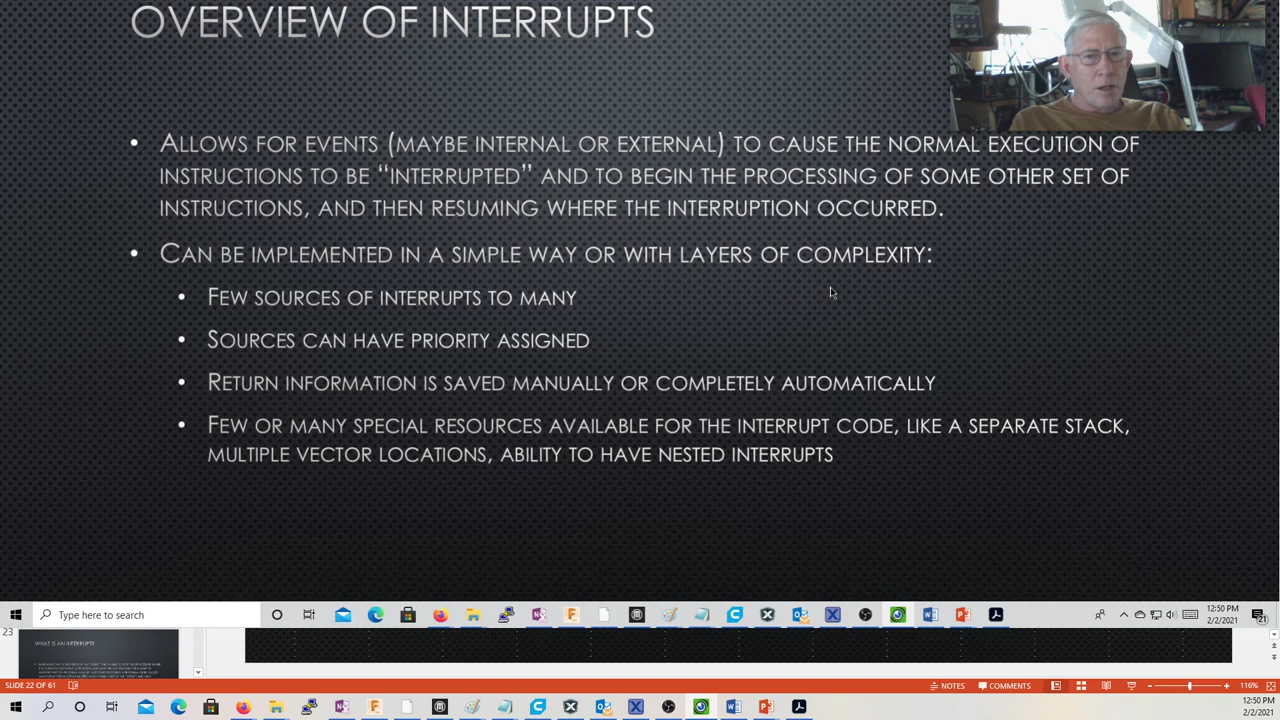 OVERVIEW OF INTERRUPTS
• ALLOWS FOR EVENTS (MAYBE INTERNAL OR EXTERNAL) TO CAUSE THE NORMAL EXECUTION OF
INSTRUCTIONS TO BE “INTERRUPTED” AND TO BEGIN THE PROCESSING OF SOME OTHER SET OF
INSTRUCTIONS, AND THEN RESUMING WHERE THE INTERRUPTION OCCURRED.
• CAN BE IMPLEMENTED IN A SIMPLE WAY OR WITH LAYERS OF COMPLEXITY:
• FEW SOURCES OF INTERRUPTS TO MANY
• SOURCES CAN HAVE PRIORITY ASSIGNED
• RETURN INFORMATION IS SAVED MANUALLY OR COMPLETELY AUTOMATICALLY
• FEW OR MANY SPECIAL RESOURCES AVAILABLE FOR THE INTERRUPT CODE, LIKE A SEPARATE STACK,
MULTIPLE VECTOR LOCATIONS, ABILITY TO HAVE NESTED INTERRUPTS
Type here to search
12:50 PM
2/2/2021
21
23
WHAT IS AN INTERRUPT?
SLIDE 22 OF 61
NOTES
COMMENTS
116%
12:50 PM
2/2/2021